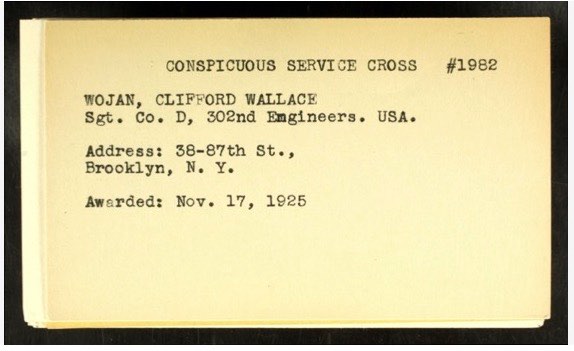 CONSPICUOUS SERVICE CROSS #1982
WOJAN, CLIFFORD WALLACE
Sgt. Co. D, 302nd Engineers. USA.
Address: 38-87th St.,
Brooklyn, N. Y.
Awarded: Nov. 17, 1925